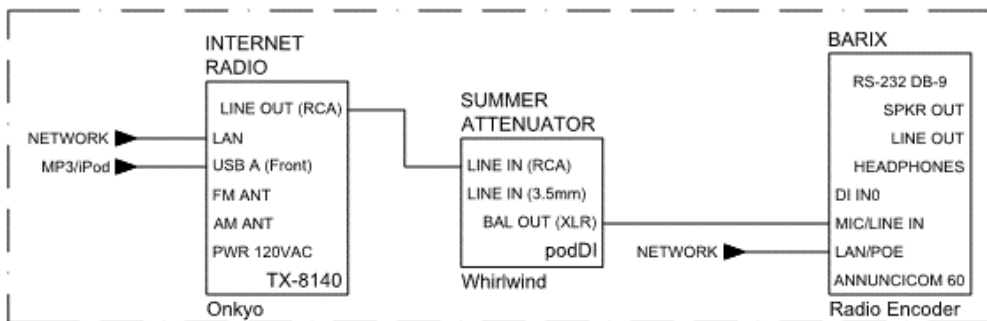 INTERNET
RADIO
LINE OUT (RCA)
NETWORK
LAN
MP3/iPod
USB A (Front)
FM ANT
AM ANT
PWR 120VAC
TX-8140
Onkyo
SUMMER
ATTENUATOR
LINE IN (RCA)
LINE IN (3.5mm)
BAL OUT (XLR)
podDI
Whirlwind
BARIX
RS-232 DB-9
SPKR OUT
LINE OUT
HEADPHONES
DI IN0
MIC/LINE IN
NETWORK
LAN/POE
ANNUNCICOM 60
Radio Encoder